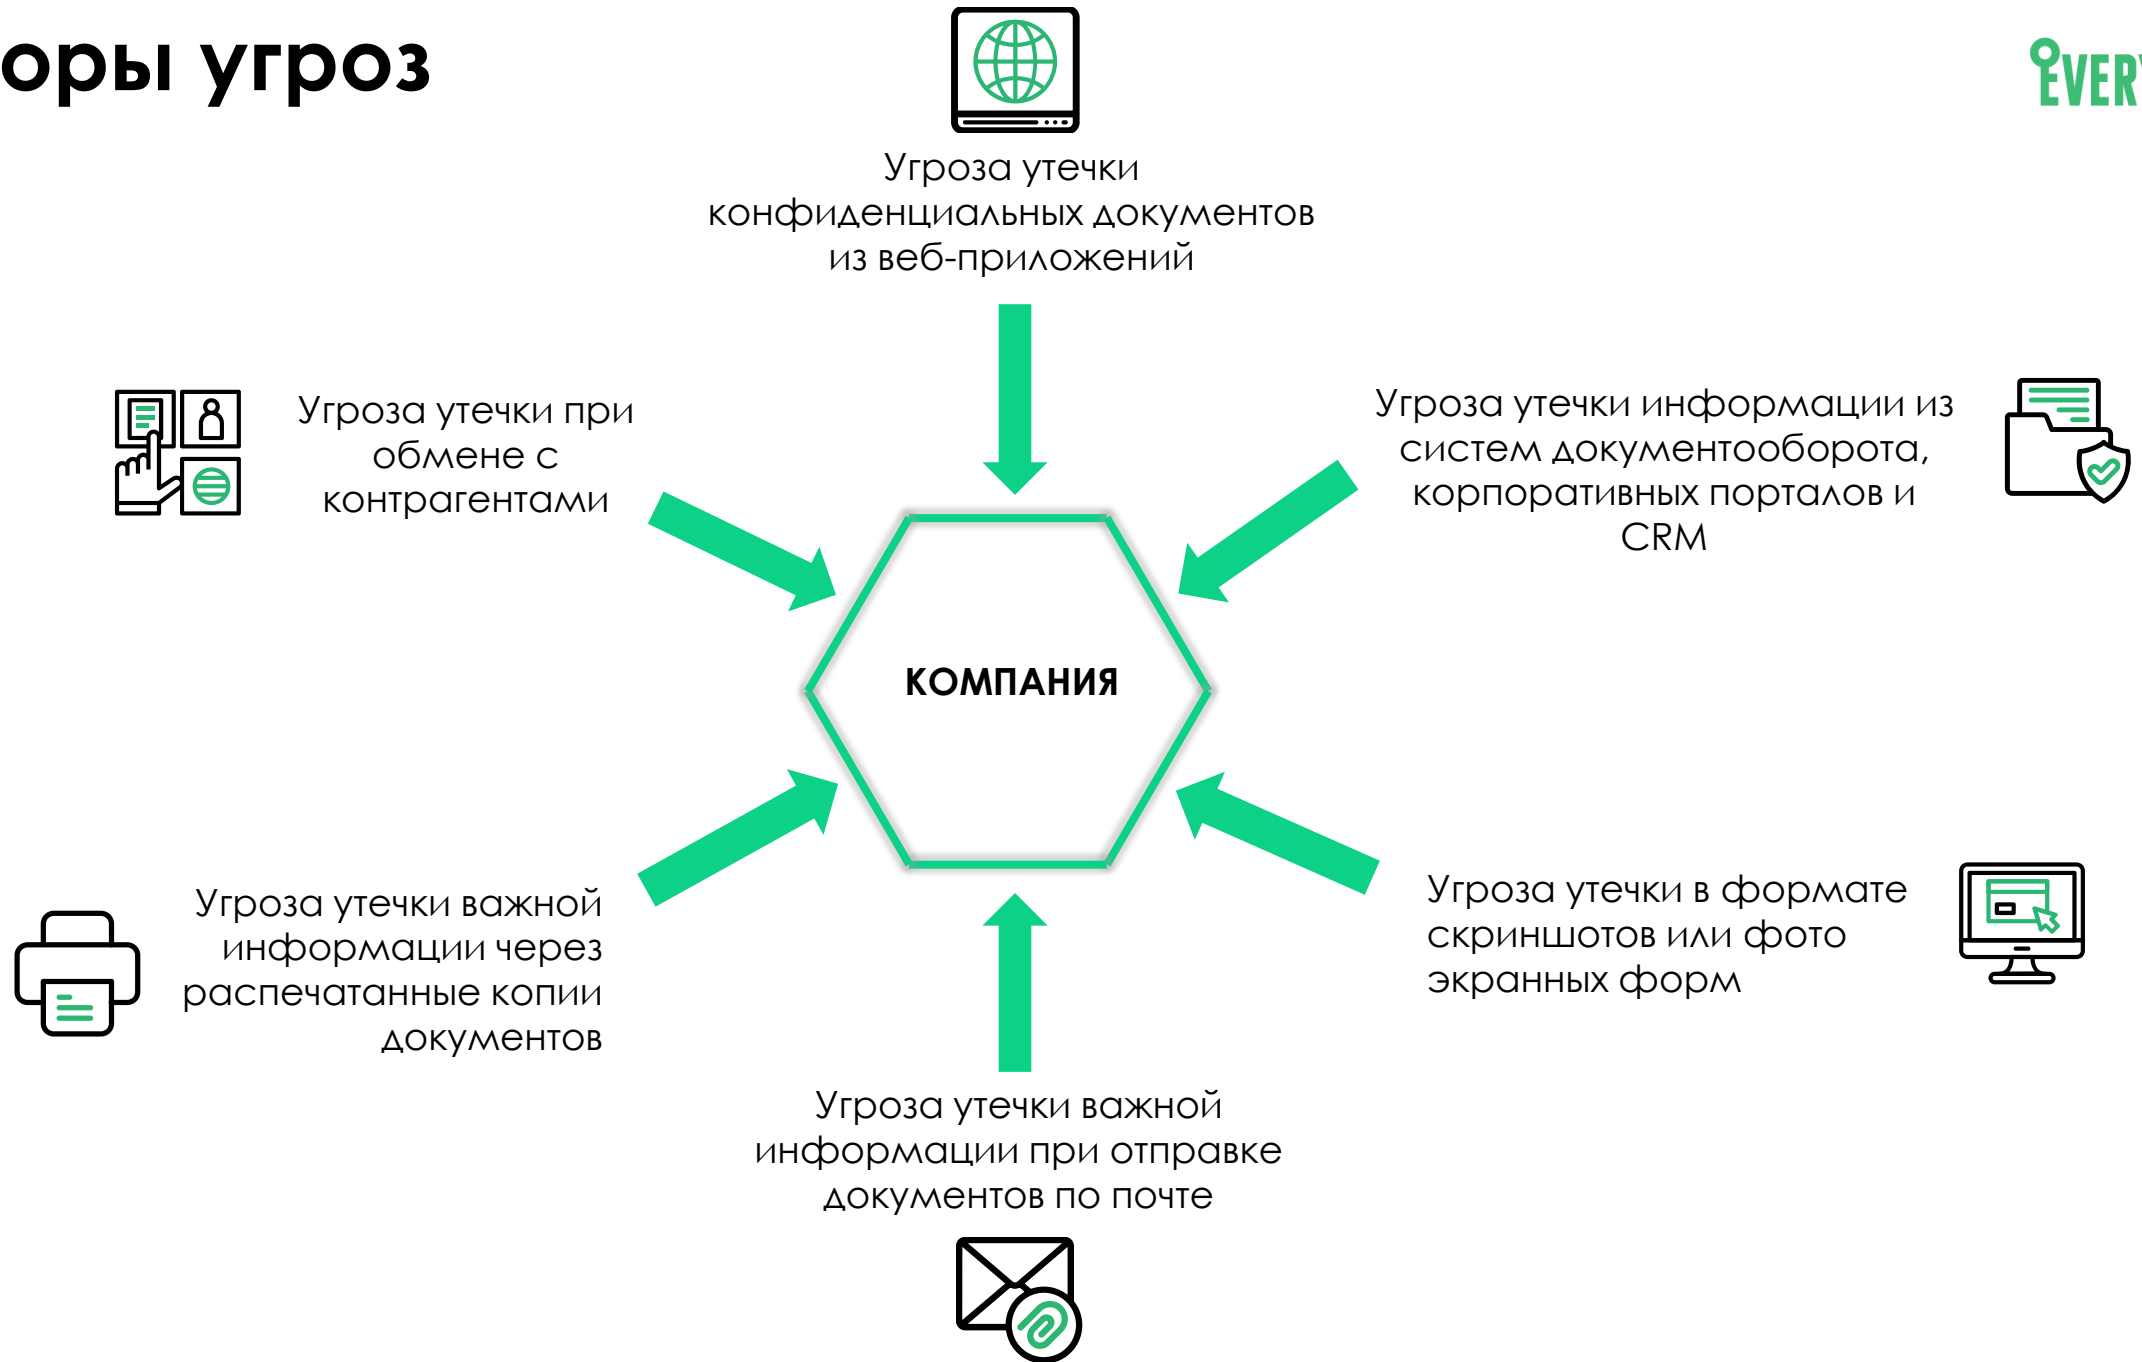 оры угроз
EVERY
Угроза утечки
конфиденциальных документов
из веб-приложений
Угроза утечки при
обмене с
контрагентами
Угроза утечки информации из
систем документооборота,
корпоративных порталов и
CRM
КОМПАНИЯ
Угроза утечки важной
информации через
распечатанные копии
документов
Угроза утечки в формате
скриншотов или фото
экранных форм
Угроза утечки важной
информации при отправке
документов по почте